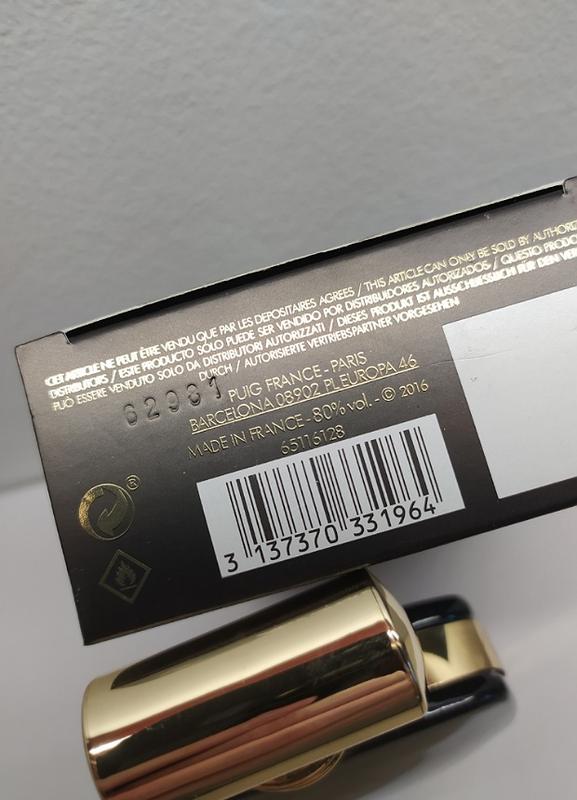 CET ARTICLE NE PEUT ÊTRE VENDU QUE PAR LES DEPOSITAIRES AGREES / THIS ARTICLE CAN ONLY BE SOLD BY
DISTRIBUTORS / ESTE PRODUCTO SOLO PUEDE SER VENDIDO POR DISTRIBUIDORES AUTORIZADOS / QUESTO
PUÒ ESSERE VENDUTO SOLO DA DISTRIBUTORI AUTORIZZATI / DIESES PRODUKT IST AUSSCHLIESSLICH FÜR DEN
DURCH / AUTORISIERTE VERTRIEBSPARTNER VORGESEHEN
62987
PUIG FRANCE - PARIS
BARCELONA 08902 PL.EUROPA 46
MADE IN FRANCE - 80% vol. - © 2016
65116128
®
3 137370 331964